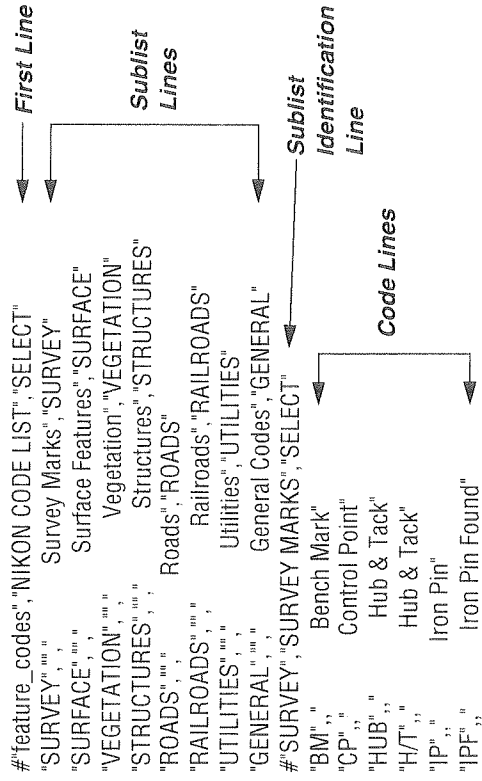 #"feature_codes","NIKON CODE LIST","SELECT"
"SURVEY","","Survey Marks","SURVEY"
"SURFACE","","Surface Features","SURFACE"
"VEGETATION","","Vegetation","VEGETATION"
"STRUCTURES","","Structures","STRUCTURES"
"ROADS","","Roads","ROADS"
"RAILROADS","","Railroads","RAILROADS"
"UTILITIES","","Utilities","UTILITIES"
"GENERAL","","General Codes","GENERAL"
#"SURVEY","SURVEY MARKS","SELECT"
"BM",,"Bench Mark"
"CP",,"Control Point"
"HUB",,"Hub & Tack"
"H/T",,"Hub & Tack"
"IP",,"Iron Pin"
"IPF",,"Iron Pin Found"
First Line
Sublist
Lines
Sublist
Identification
Line
Code Lines